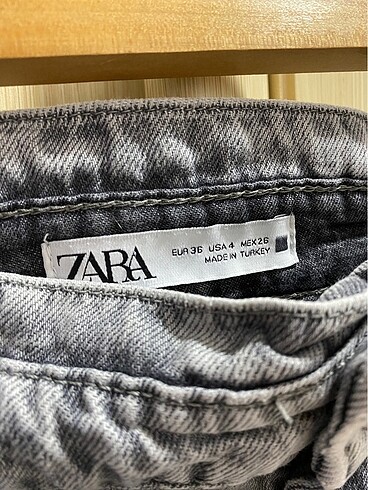 ZARA
EUR 36 USA 4 MEX 26
MADE IN TURKEY